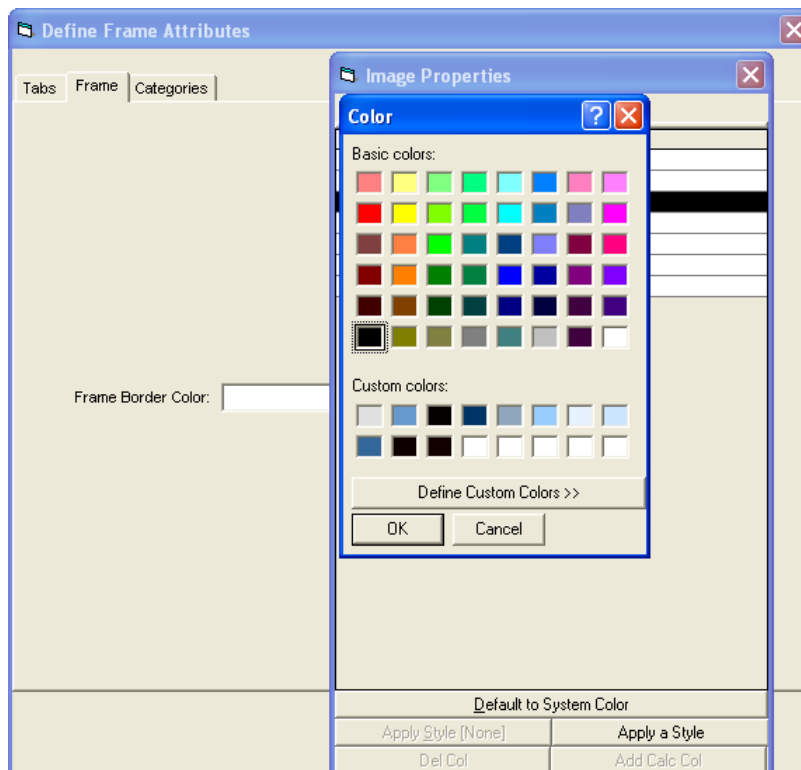 Define Frame Attributes
Tabs Frame Categories
Image Properties
Color
Basic colors:
Custom colors:
Define Custom Colors >>
OK Cancel
Frame Border Color:
Default to System Color
Apply Style [None] Apply a Style
Del Col Add Calc Col